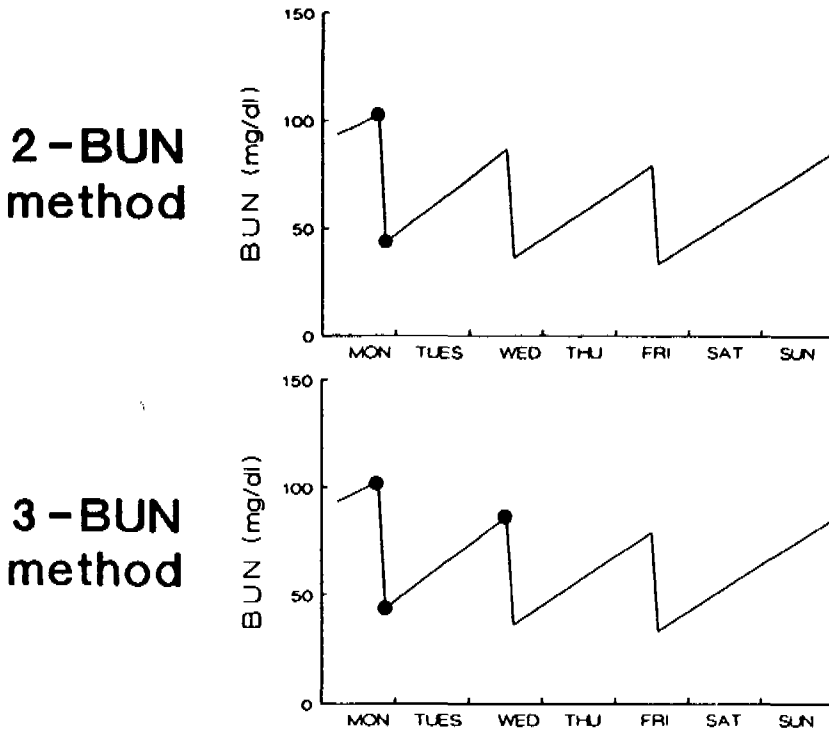 2-BUN
method
BUN (mg/dl)
150
100
50
0
MON TUES WED THU FRI SAT SUN
3-BUN
method
BUN (mg/dl)
150
100
50
0
MON TUES WED THU FRI SAT SUN